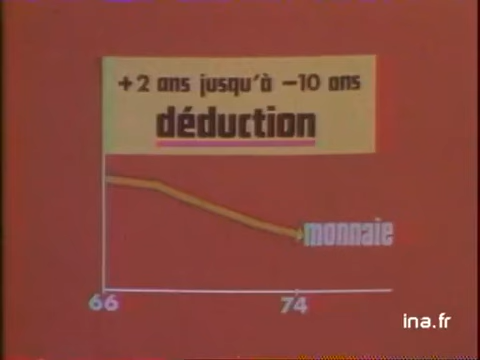 +2 ans jusqu'à -10 ans
déduction
monnaie
66 74
ina.fr